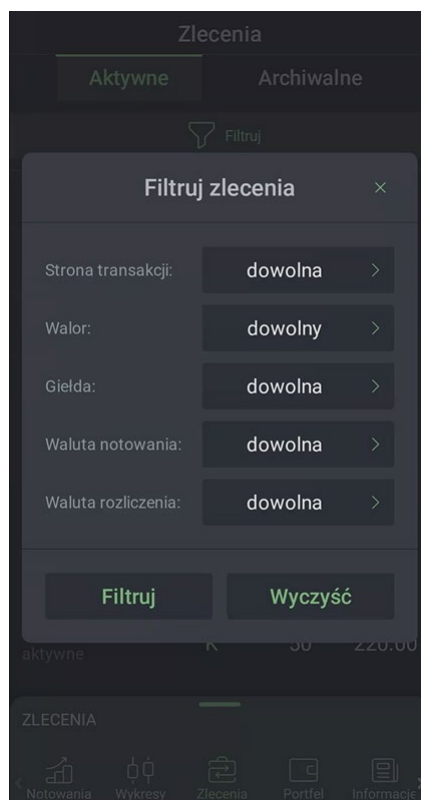 Zlecenia
Aktywne Archiwalne
Filtruj
Filtruj zlecenia ×
Strona transakcji: dowolna
Walor: dowolny
Giełda: dowolna
Waluta notowania: dowolna
Waluta rozliczenia: dowolna
Filtruj Wyczyść
aktywne K 50 220.00
ZLECENIA
Notowania Wykresy Zlecenia Portfel Informacje